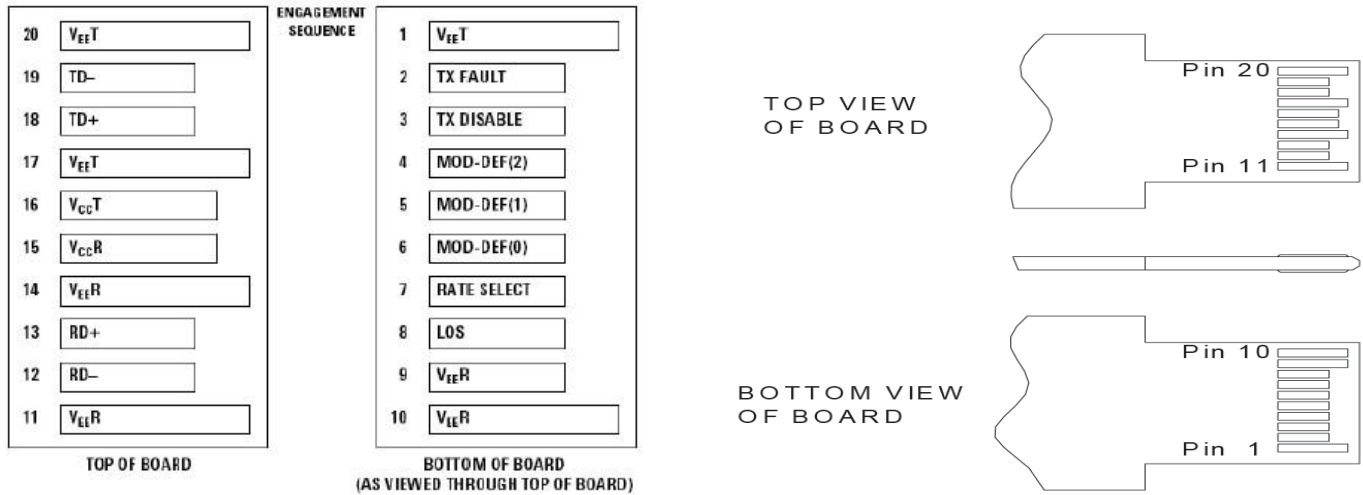 ENGAGEMENT
SEQUENCE
20 VEET
19 TD–
18 TD+
17 VEET
16 VCCT
15 VCCR
14 VEER
13 RD+
12 RD–
11 VEER
TOP OF BOARD
1 VEET
2 TX FAULT
3 TX DISABLE
4 MOD-DEF(2)
5 MOD-DEF(1)
6 MOD-DEF(0)
7 RATE SELECT
8 LOS
9 VEER
10 VEER
BOTTOM OF BOARD
(AS VIEWED THROUGH TOP OF BOARD)
TOP VIEW
OF BOARD
Pin 20
Pin 11
BOTTOM VIEW
OF BOARD
Pin 10
Pin 1